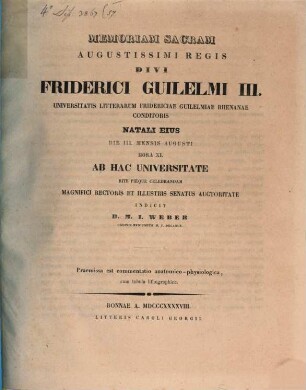 MEMORIAM SACRAM
AUGUSTISSIMI REGIS
DIVI
FRIDERICI GUILELMI III.
UNIVERSITATIS LITTERARUM FRIDERICIAE GUILELMIAE RHENANAE
CONDITORIS
NATALI EIUS
DIE III. MENSIS AUGUSTI
HORA XI.
AB HAC UNIVERSITATE
RITE PIEQUE CELEBRANDAM
MAGNIFICI RECTORIS ET ILLUSTRIS SENATUS AUCTORITATE
INDICIT
D. M. I. WEBER
Praemissa est commentatio anatomico-physiologica,
cum tabula lithographica.
BONNAE A. MDCCCXXXXVIII.
LITTERIS CAROLI GEORGII